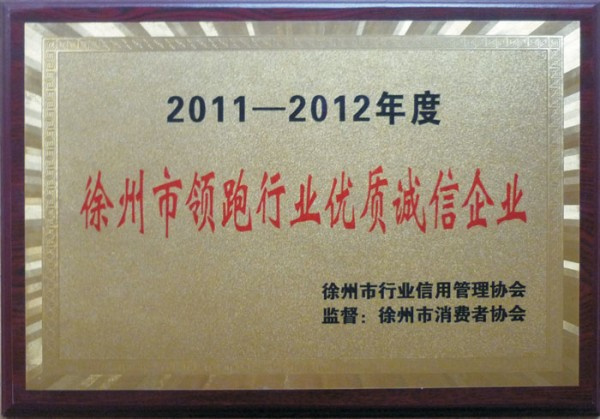 2011—2012年度
徐州市领跑行业优质诚信企业
徐州市行业信用管理协会
监督：徐州市消费者协会